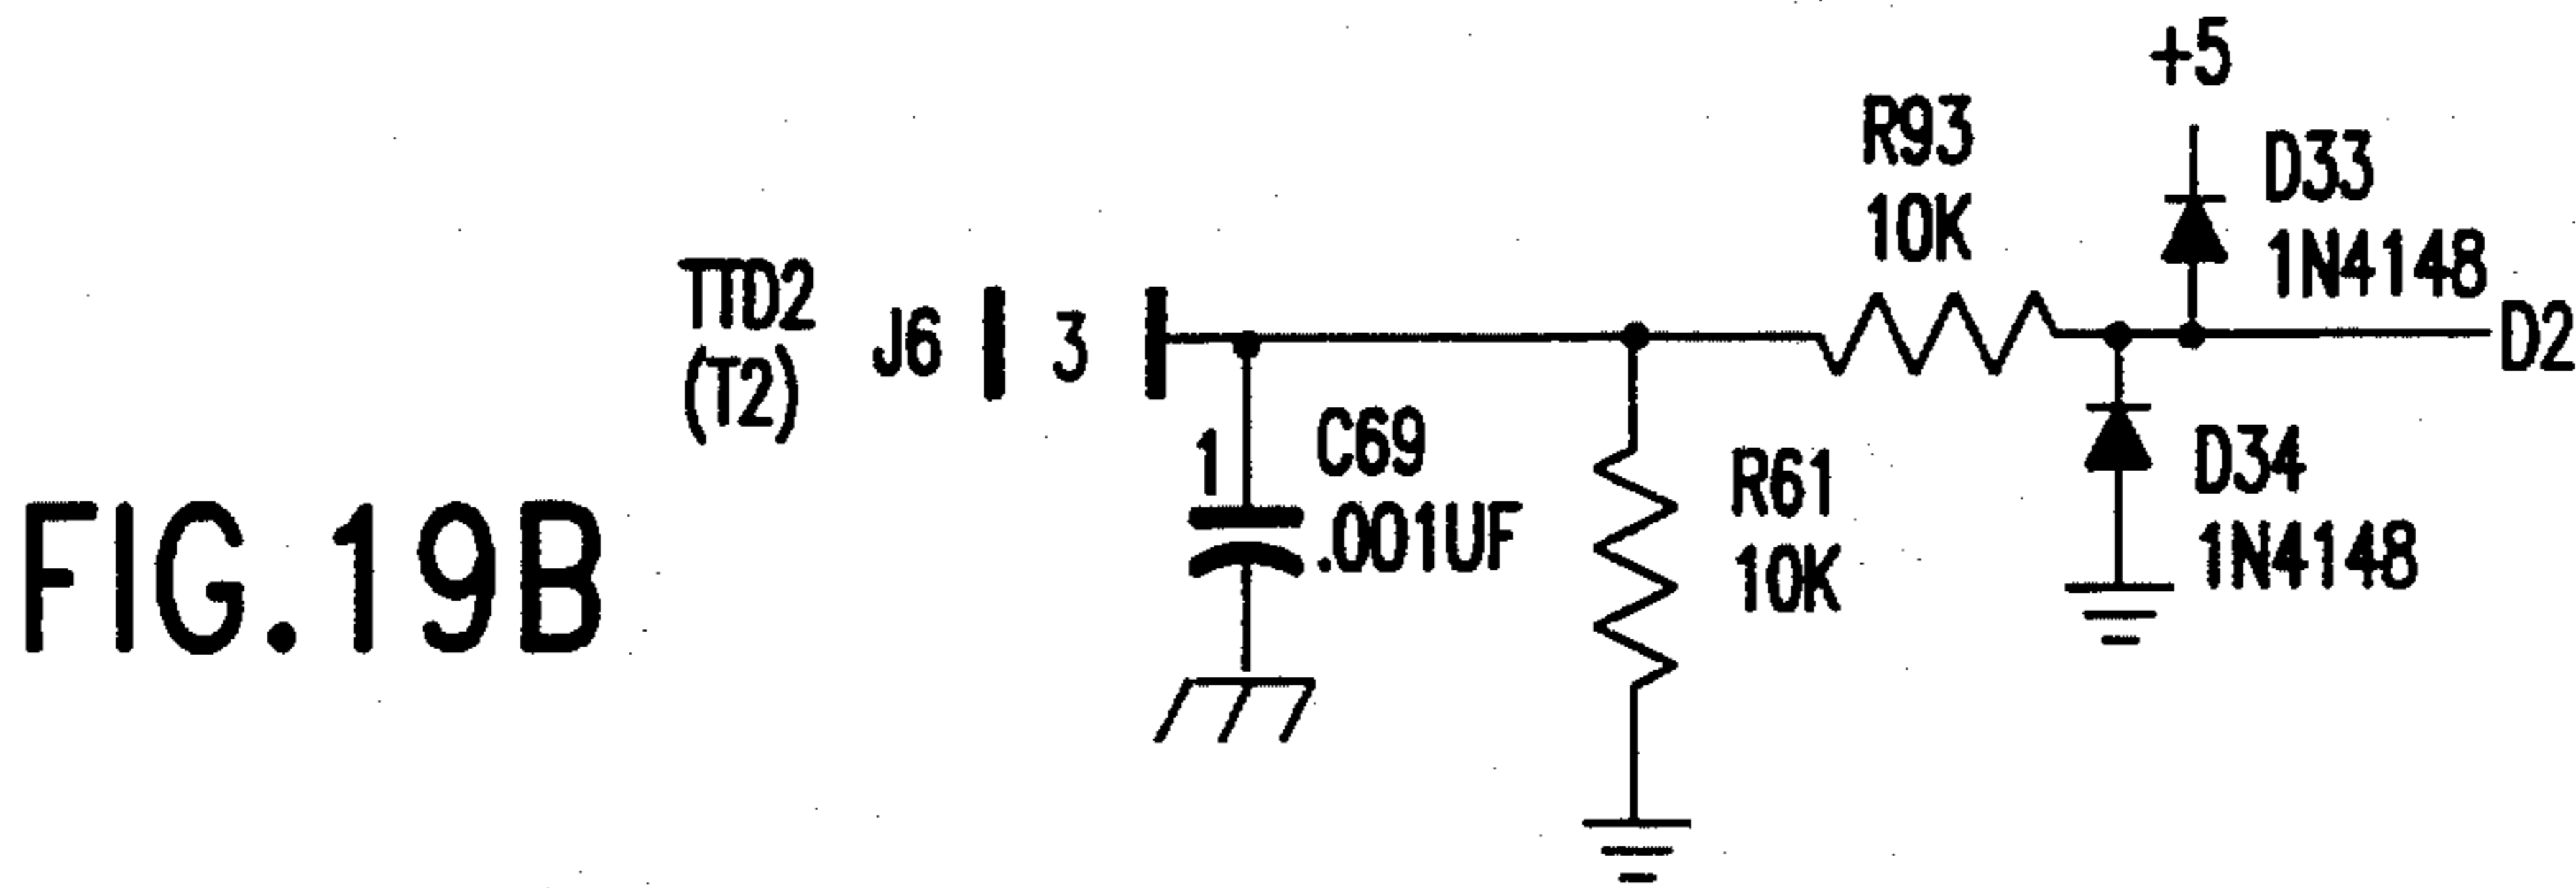 +5
R93
10K
D33
1N4148
TTD2
(T2)
J6
3
D2
1
C69
.001UF
R61
10K
D34
1N4148
FIG.19B